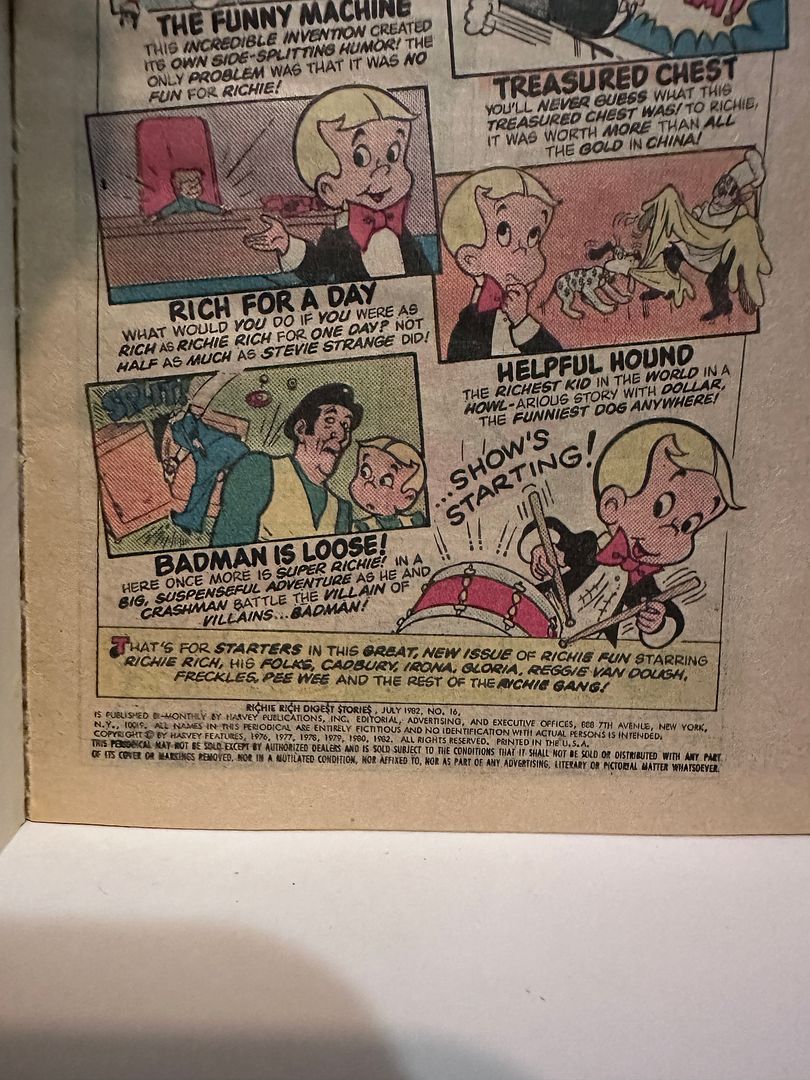 THE FUNNY MACHINE
THIS INCREDIBLE INVENTION CREATED
ITS OWN SIDE-SPLITTING HUMOR! THE
ONLY PROBLEM WAS THAT IT WAS NO
FUN FOR RICHIE!
TREASURED CHEST
YOU'LL NEVER GUESS WHAT THIS
TREASURED CHEST WAS! TO RICHIE,
IT WAS WORTH MORE THAN ALL
THE GOLD IN CHINA!
RICH FOR A DAY
WHAT WOULD YOU DO IF YOU WERE AS
RICH AS RICHIE RICH FOR ONE DAY? NOT
HALF AS MUCH AS STEVIE STRANGE DID!
HELPFUL HOUND
THE RICHEST KID IN THE WORLD IN A
HOWL-ARIOUS STORY WITH DOLLAR,
THE FUNNIEST DOG ANYWHERE!
SPLAT!
BADMAN IS LOOSE!
HERE ONCE MORE IS SUPER RICHIE! IN A
BIG, SUSPENSEFUL ADVENTURE AS HE AND
CRASHMAN BATTLE THE VILLAIN OF
VILLAINS...BADMAN!
...SHOW'S
STARTING!
THAT'S FOR STARTERS IN THIS GREAT, NEW ISSUE OF RICHIE FUN STARRING
RICHIE RICH, HIS FOLKS, CADBURY, IRONA, GLORIA, REGGIE VAN DOUGH,
FRECKLES, PEE WEE AND THE REST OF THE RICHIE GANG!
RICHIE RICH DIGEST STORIES, JULY 1982, NO. 16,
IS PUBLISHED BI-MONTHLY BY HARVEY PUBLICATIONS, INC. EDITORIAL, ADVERTISING, AND EXECUTIVE OFFICES, 888 7TH AVENUE, NEW YORK,
N.Y., 10019. ALL NAMES IN THIS PERIODICAL ARE ENTIRELY FICTITIOUS AND NO IDENTIFICATION WITH ACTUAL PERSONS IS INTENDED.
COPYRIGHT © BY HARVEY FEATURES, 1976, 1977, 1978, 1979, 1980, 1982. ALL RIGHTS RESERVED. PRINTED IN THE U.S.A.
THIS PERIODICAL MAY NOT BE SOLD EXCEPT BY AUTHORIZED DEALERS AND IS SOLD SUBJECT TO THE CONDITIONS THAT IT SHALL NOT BE SOLD OR DISTRIBUTED WITH ANY PART
OF ITS COVER OR MARKINGS REMOVED, NOR IN A MUTILATED CONDITION, NOR AFFIXED TO, NOR AS PART OF ANY ADVERTISING, LITERARY OR PICTORIAL MATTER WHATSOEVER.